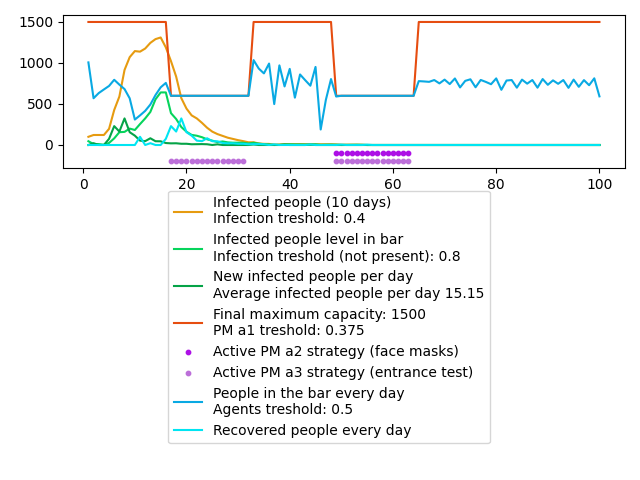 1500
1000
500
0
0
20
40
60
80
100
Infected people (10 days)
Infection treshold: 0.4
Infected people level in bar
Infection treshold (not present): 0.8
New infected people per day
Average infected people per day 15.15
Final maximum capacity: 1500
PM a1 treshold: 0.375
Active PM a2 strategy (face masks)
Active PM a3 strategy (entrance test)
People in the bar every day
Agents treshold: 0.5
Recovered people every day